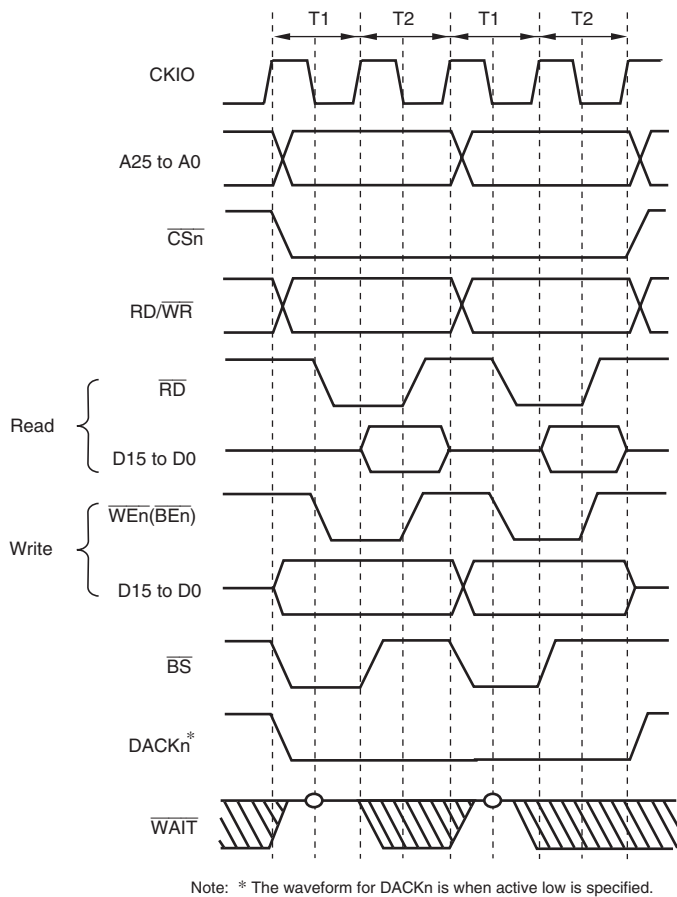 T1 T2 T1 T2
CKIO
A25 to A0
CSn
RD/WR
RD
Read
D15 to D0
WEn(BEn)
Write
D15 to D0
BS
DACKn*
WAIT
Note: * The waveform for DACKn is when active low is specified.